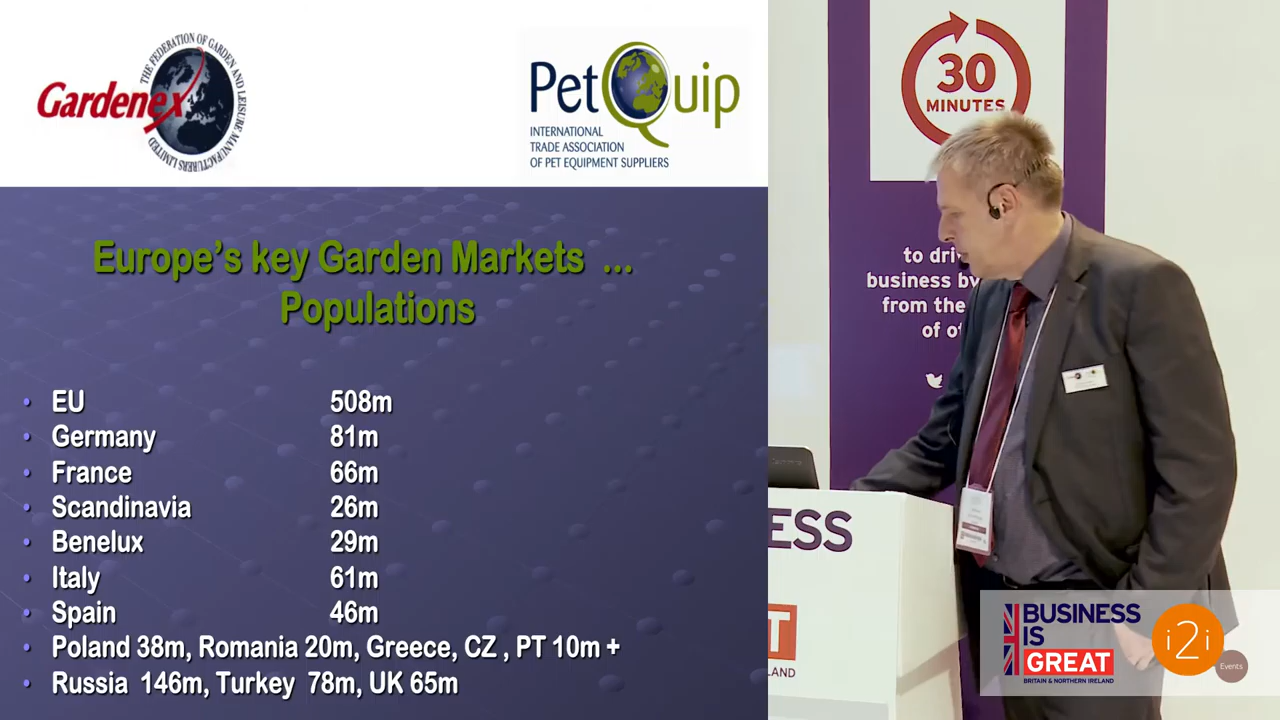 Gardenex
THE FEDERATION OF GARDEN AND LEISURE MANUFACTURERS LIMITED
PetQuip
INTERNATIONAL
TRADE ASSOCIATION
OF PET EQUIPMENT SUPPLIERS
Europe’s key Garden Markets ...
Populations
• EU 508m
• Germany 81m
• France 66m
• Scandinavia 26m
• Benelux 29m
• Italy 61m
• Spain 46m
• Poland 38m, Romania 20m, Greece, CZ , PT 10m +
• Russia 146m, Turkey 78m, UK 65m
30
MINUTES
to dri
business by
from the
of of
ESS
T
LAND
BUSINESS
IS
GREAT
BRITAIN & NORTHERN IRELAND
i2i
Events